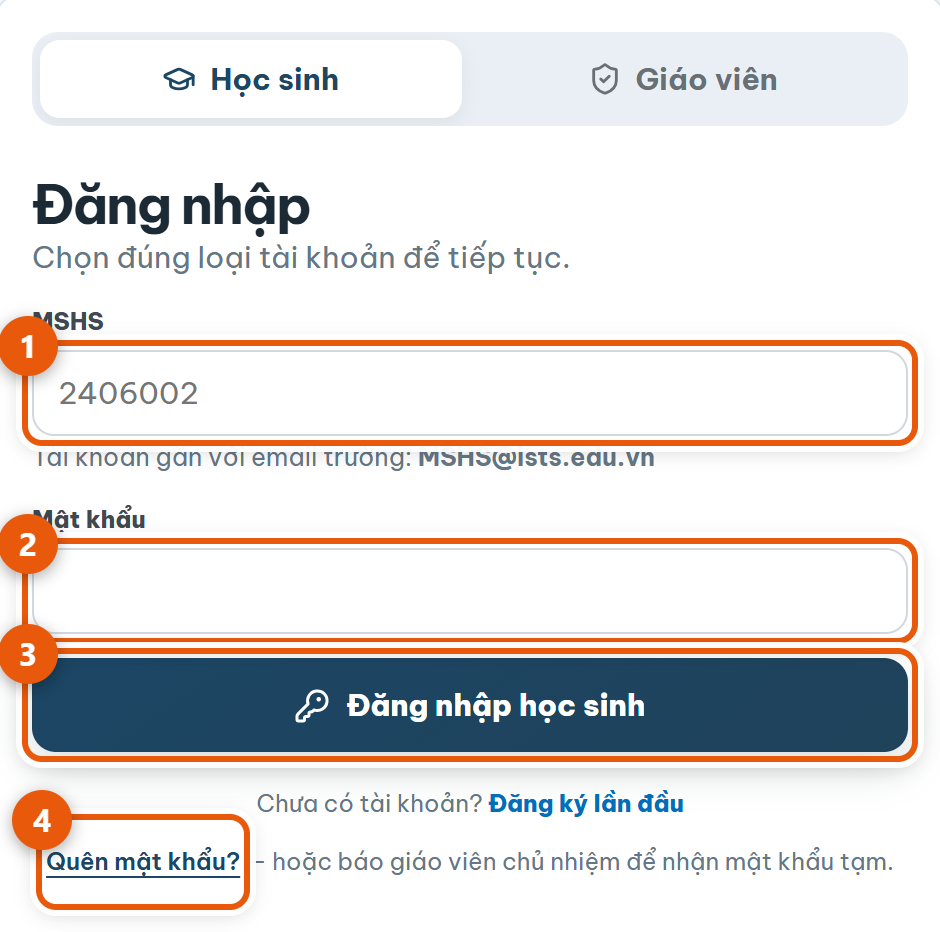 Học sinh
Giáo viên
Đăng nhập
Chọn đúng loại tài khoản để tiếp tục.
MSHS
1
2406002
Tài khoản gắn với email trường: MSHS@lsts.edu.vn
Mật khẩu
2
3
Đăng nhập học sinh
Chưa có tài khoản? Đăng ký lần đầu
4
Quên mật khẩu? – hoặc báo giáo viên chủ nhiệm để nhận mật khẩu tạm.